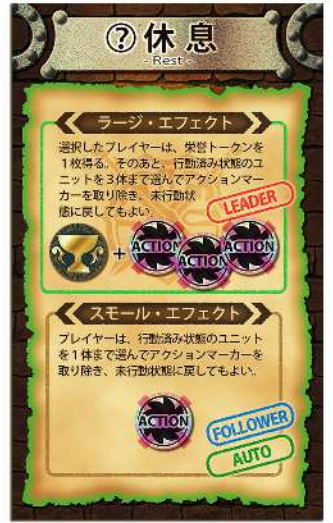 ?休息
- Rest -
ラージ・エフェクト
選択したプレイヤーは、栄誉トークンを
1枚得る。そのあと、行動済み状態のユ
ニットを3体まで選んでアクションマー
カーを取り除き、未行動状
態に戻してもよい。
LEADER
+
ACTION
ACTION
ACTION
スモール・エフェクト
プレイヤーは、行動済み状態のユニット
を1体まで選んでアクションマーカーを
取り除き、未行動状態に戻してもよい。
ACTION
FOLLOWER
AUTO